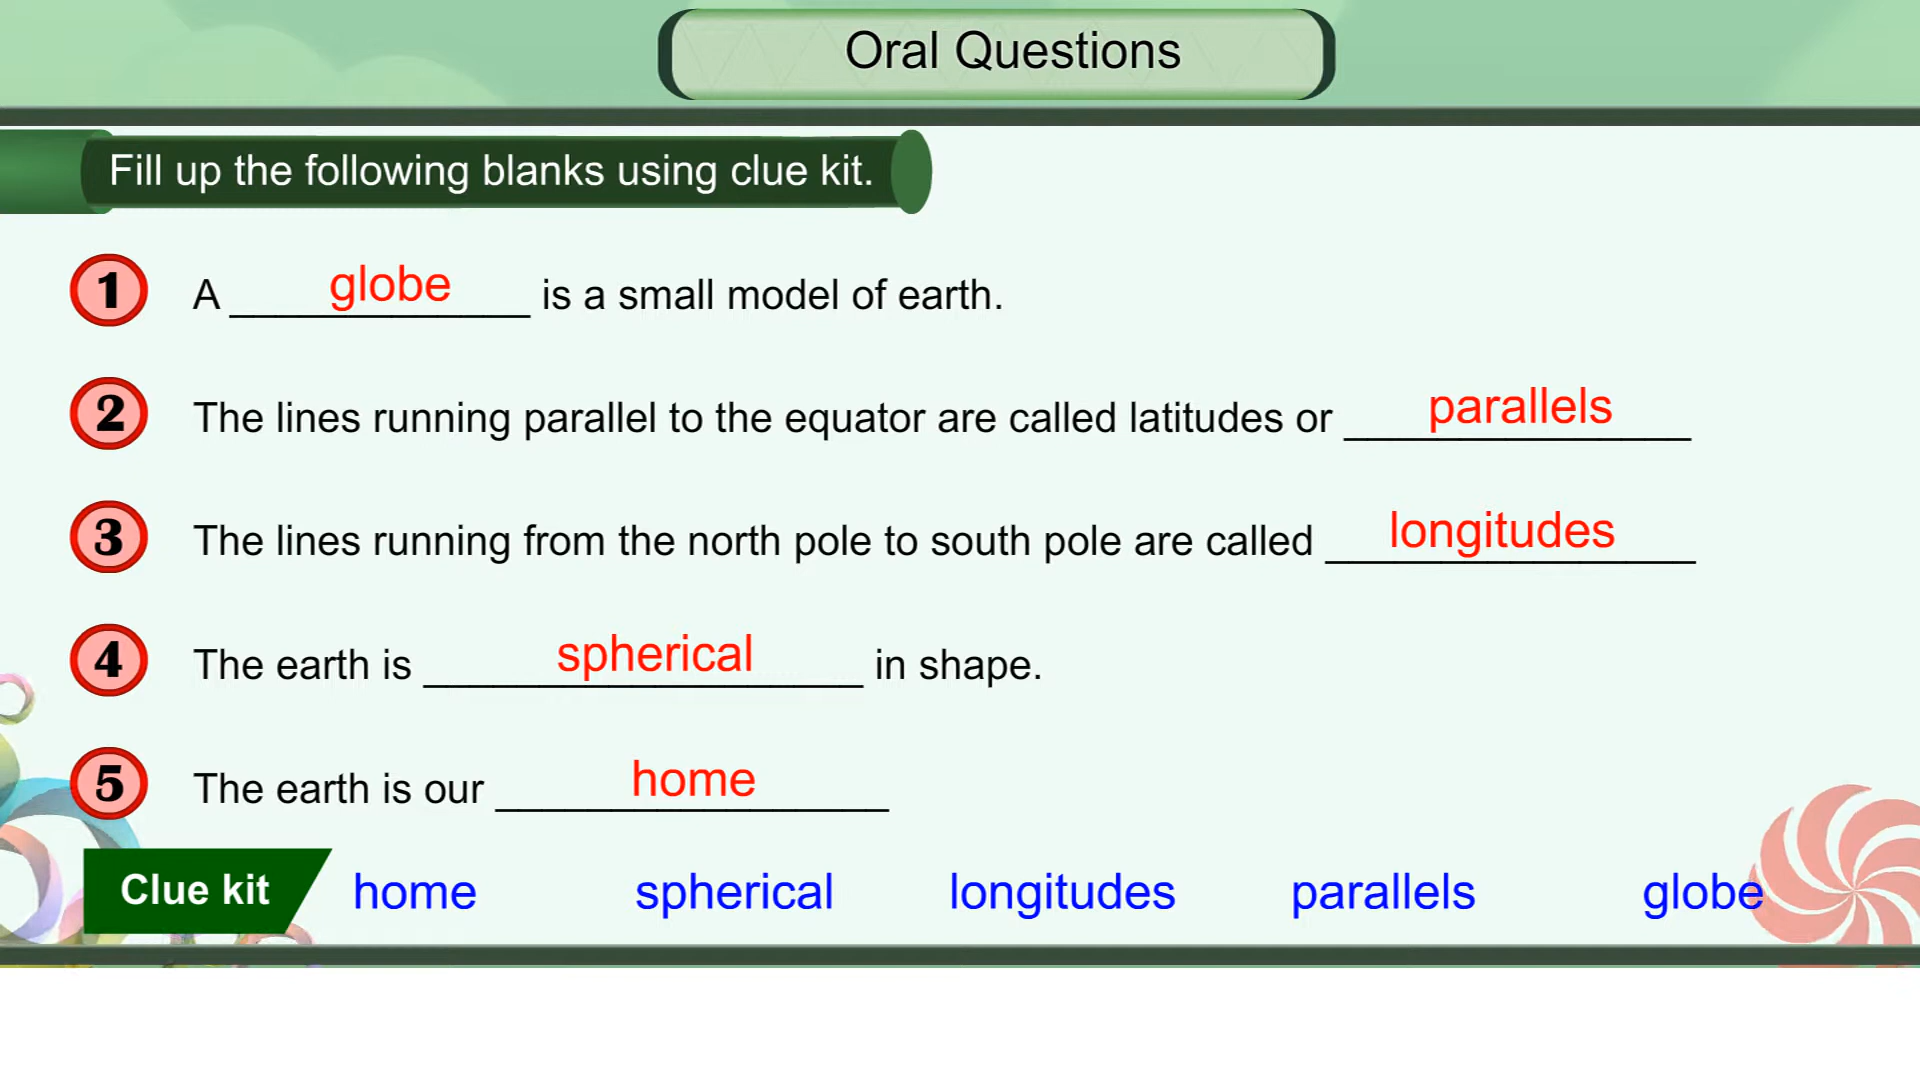 Oral Questions
Fill up the following blanks using clue kit.
1 A globe is a small model of earth.
2 The lines running parallel to the equator are called latitudes or parallels
3 The lines running from the north pole to south pole are called longitudes
4 The earth is spherical in shape.
5 The earth is our home
Clue kit home spherical longitudes parallels globe